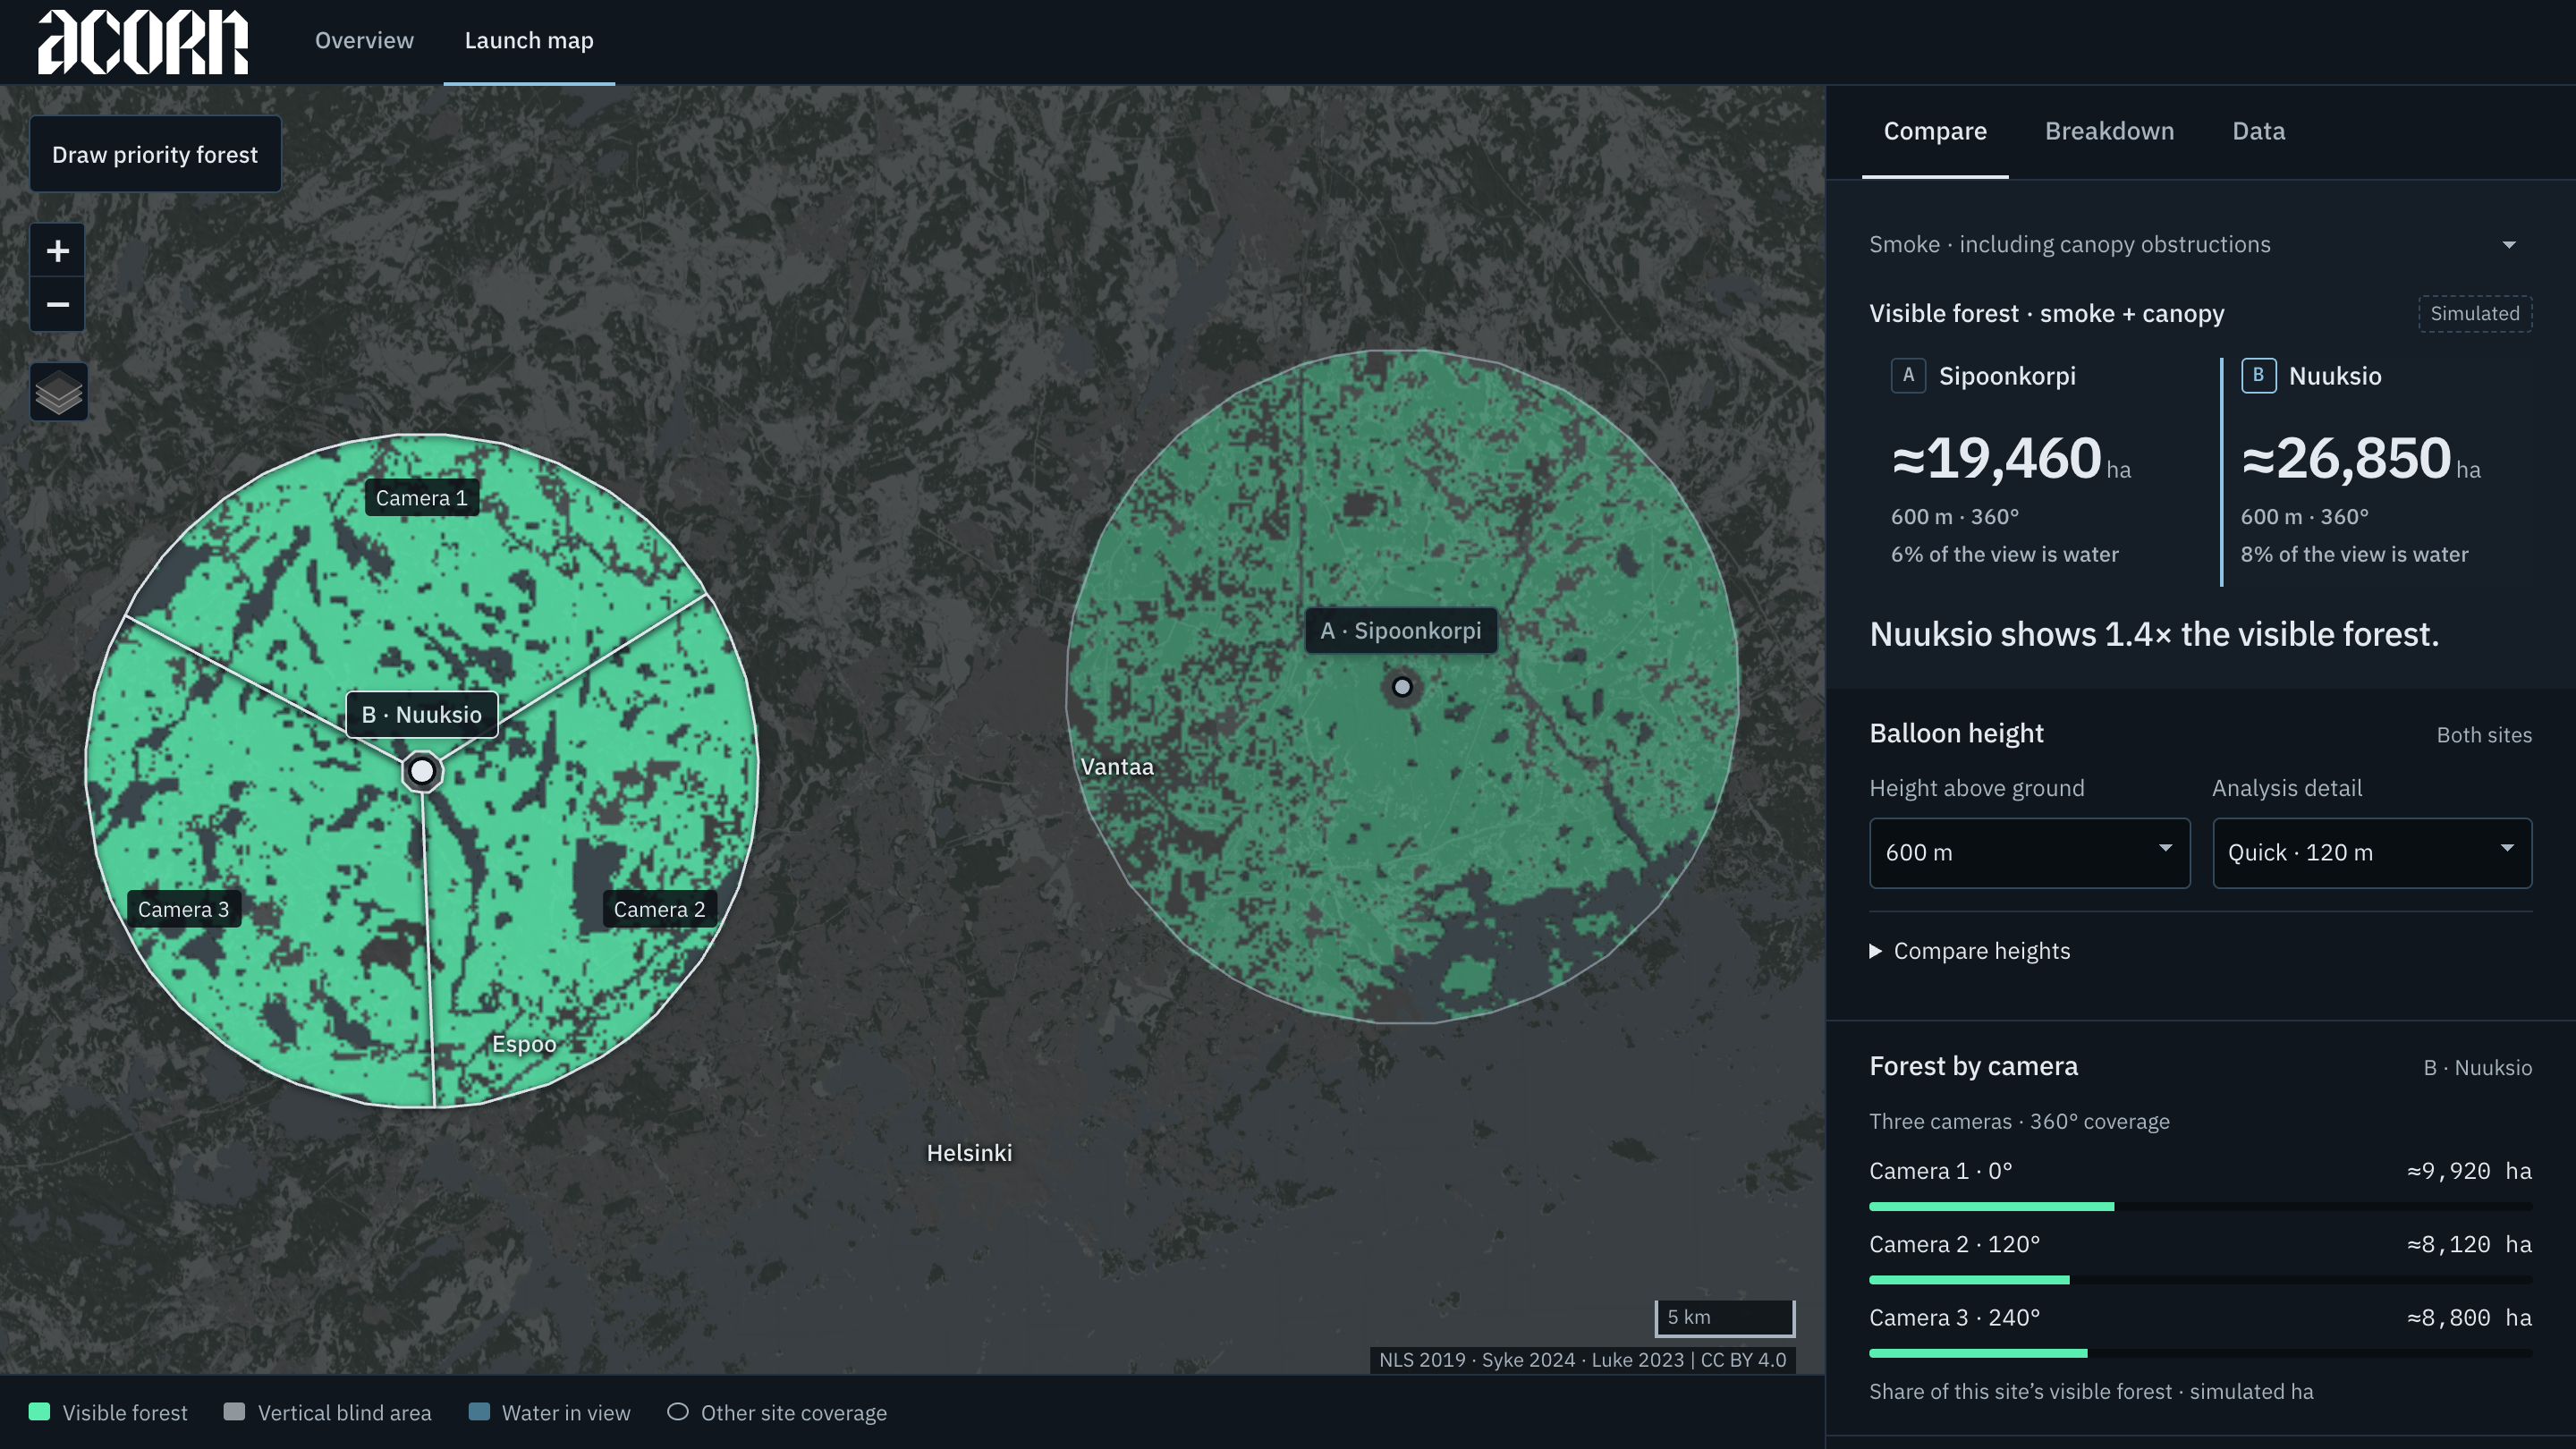 acorn
Overview
Launch map
Draw priority forest
+
−
Camera 1
B · Nuuksio
Camera 3
Camera 2
Espoo
A · Sipoonkorpi
Vantaa
Helsinki
5 km
NLS 2019 · Syke 2024 · Luke 2023 | CC BY 4.0
Visible forest
Vertical blind area
Water in view
Other site coverage
Compare
Breakdown
Data
Smoke · including canopy obstructions
Visible forest · smoke + canopy
Simulated
A Sipoonkorpi
≈19,460 ha
600 m · 360°
6% of the view is water
B Nuuksio
≈26,850 ha
600 m · 360°
8% of the view is water
Nuuksio shows 1.4× the visible forest.
Balloon height
Both sites
Height above ground
600 m
Analysis detail
Quick · 120 m
Compare heights
Forest by camera
B · Nuuksio
Three cameras · 360° coverage
Camera 1 · 0° ≈9,920 ha
Camera 2 · 120° ≈8,120 ha
Camera 3 · 240° ≈8,800 ha
Share of this site’s visible forest · simulated ha